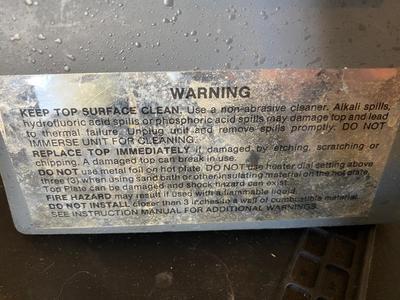 WARNING
KEEP TOP SURFACE CLEAN. Use a non-abrasive cleaner. Alkali spills,
hydrofluoric acid spills or phosphoric acid spills may damage top and lead
to thermal failure. Unplug unit and remove spills promptly. DO NOT
IMMERSE UNIT FOR CLEANING.
REPLACE TOP IMMEDIATELY if damaged by etching, scratching or
chipping. A damaged top can break in use.
DO NOT use metal foil on hot plate. DO NOT use heater dial setting above
three (3) when using sand bath or other insulating material on the hot plate.
Top Plate can be damaged and shock hazard can exist.
FIRE HAZARD may result if used with a flammable liquid.
DO NOT INSTALL closer than 3 inches to a wall of combustible material.
SEE INSTRUCTION MANUAL FOR ADDITIONAL WARNINGS.